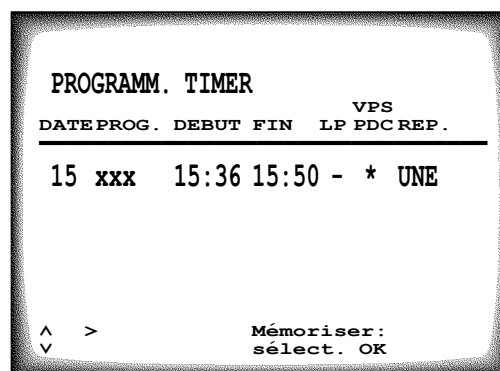 PROGRAMM. TIMER
VPS
DATE PROG. DEBUT FIN LP PDC REP.
15 xxx 15:36 15:50 - * UNE
^ > Mémoriser:
v sélect. OK